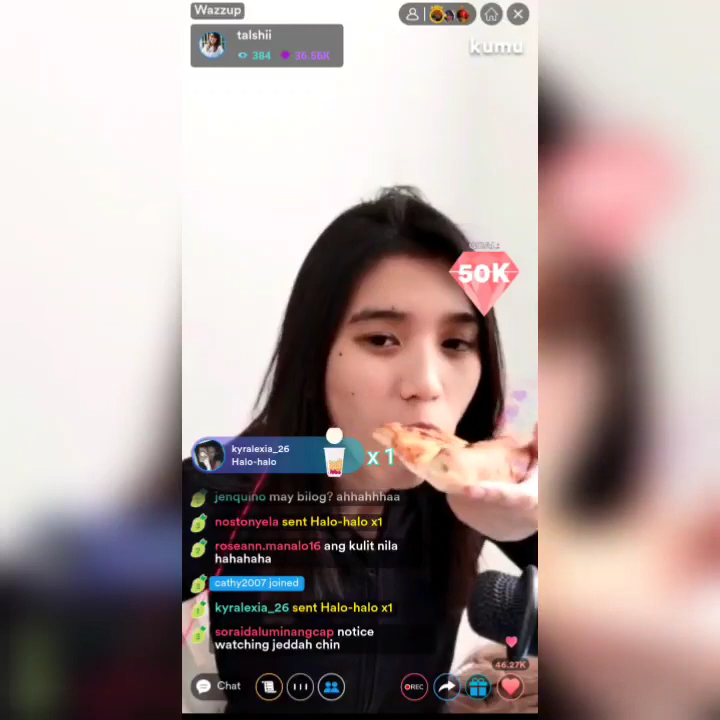 Wazzup
talshii
384 36.56K
kumu
GOAL:
50K
kyralexia_26
Halo-halo
x 1
jenquino may bilog? ahhahhhaa
nostonyela sent Halo-halo x1
roseann.manalo16 ang kulit nila
hahahaha
cathy2007 joined
kyralexia_26 sent Halo-halo x1
soraidaluminangcap notice
watching jeddah chin
46.27K
Chat
REC